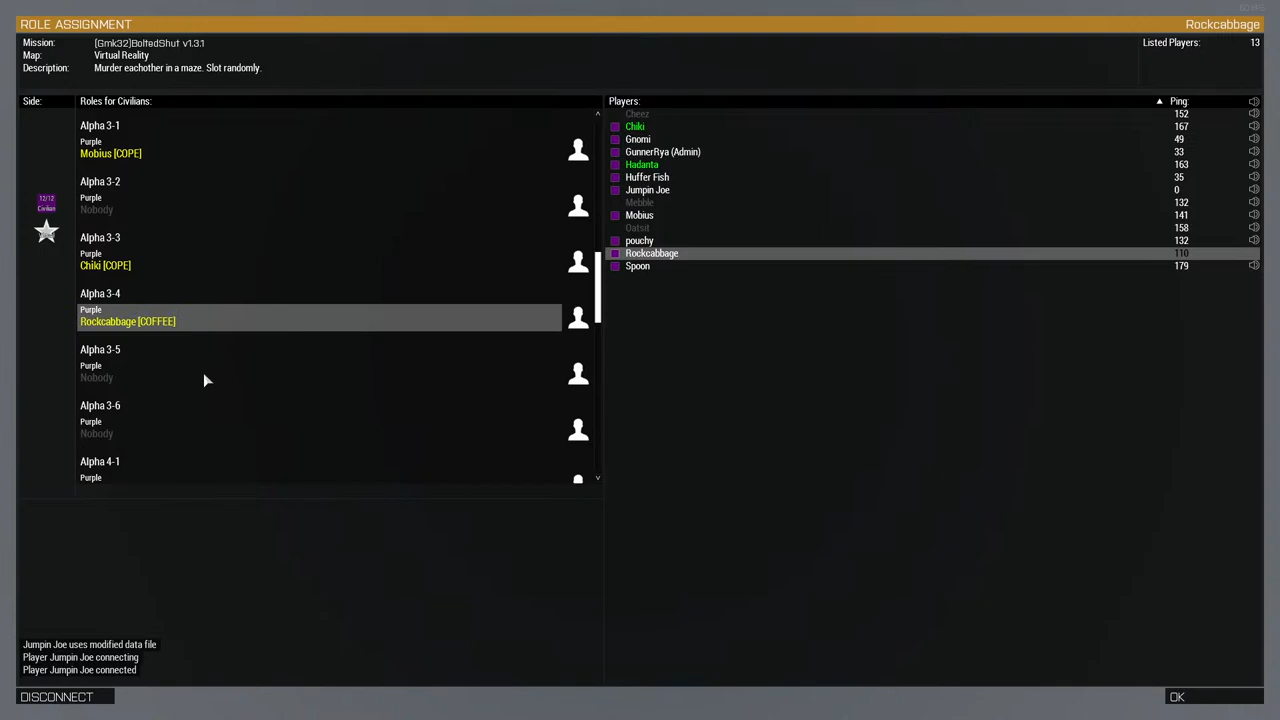 ROLE ASSIGNMENT Rockcabbage
Mission: (Gmk32)BoltedShut v1.3.1 Listed Players: 13
Map: Virtual Reality
Description: Murder eachother in a maze. Slot randomly.
Side: Roles for Civilians: Players: Ping:
Cheez 152
Alpha 3-1 Chiki 167
Purple Gnomi 49
Mobius [COPE] GunnerRya (Admin) 33
Hadanta 163
Alpha 3-2 Huffer Fish 35
Purple Jumpin Joe 0
12/12
Civilian
Nobody Mebble 132
Mobius 141
Oatsit 158
Alpha 3-3 pouchy 132
Purple Rockcabbage 110
Chiki [COPE] Spoon 179
Alpha 3-4
Purple
Rockcabbage [COFFEE]
Alpha 3-5
Purple
Nobody
Alpha 3-6
Purple
Nobody
Alpha 4-1
Purple
Jumpin Joe uses modified data file
Player Jumpin Joe connecting
Player Jumpin Joe connected
DISCONNECT OK